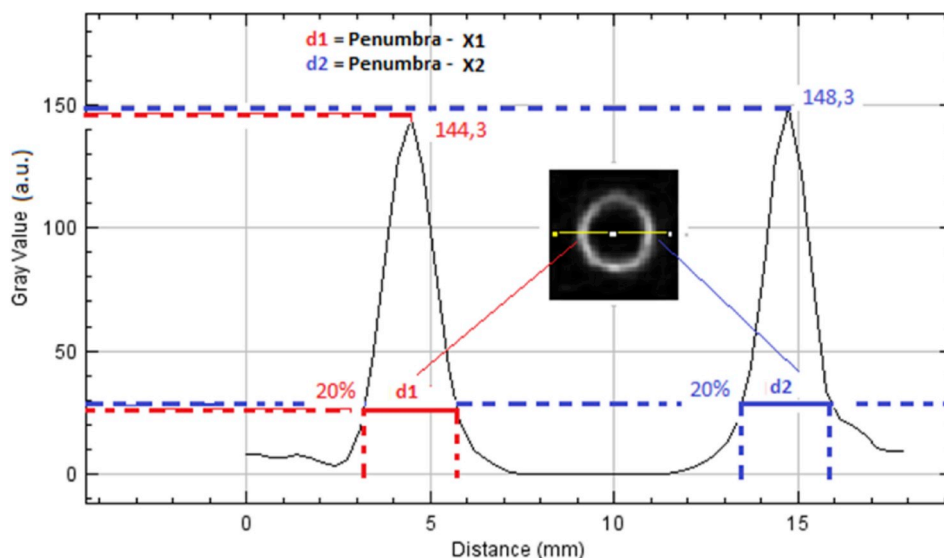 d1 = Penumbra - X1
d2 = Penumbra - X2
150
148,3
144,3
100
Gray Value (a.u.)
50
20%
d1
20%
d2
0
0
5
10
15
Distance (mm)